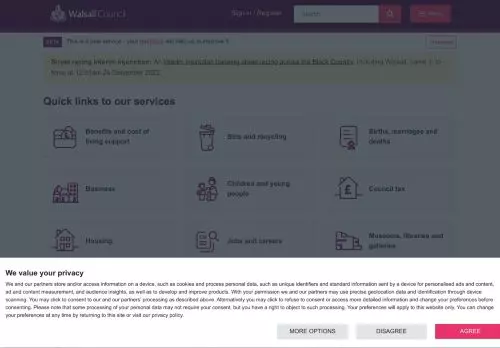 Walsall Council
Sign in / Register
Search
Menu
BETA
This is a new service - your
Street racing interim injunction: An interim injunction banning street racing across the Black Country, including Walsall, came in to
force at 12.01am 24 December 2022.
Quick links to our services
Benefits and cost of
living support
Bins and recycling
Births, marriages and
deaths
Business
Children and young
people
Council tax
Housing
Jobs and careers
Museums, libraries and
galleries
We value your privacy
We and our partners store and/or access information on a device, such as cookies and process personal data, such as unique identifiers and standard information sent by a device for personalised ads and content,
ad and content measurement, and audience insights, as well as to develop and improve products. With your permission we and our partners may use precise geolocation data and identification through device
scanning. You may click to consent to our and our partners' processing as described above. Alternatively you may click to refuse to consent or access more detailed information and change your preferences before
consenting. Please note that some processing of your personal data may not require your consent, but you have a right to object to such processing. Your preferences will apply to this website only. You can change
your preferences at any time by returning to this site or visit our privacy policy.
MORE OPTIONS
DISAGREE
AGREE